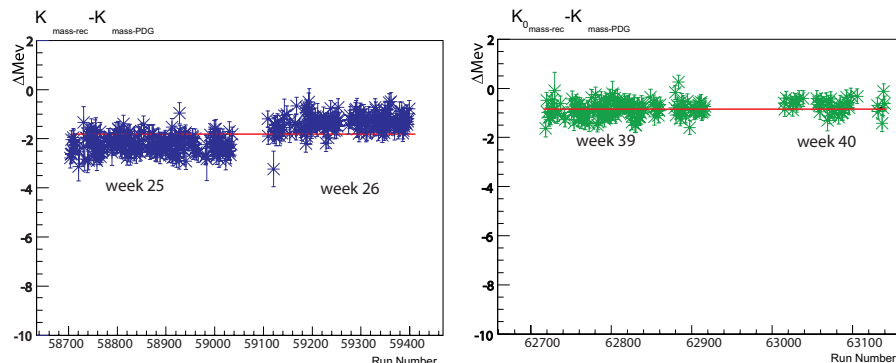 K mass-rec-K mass-PDG
ΔMev
2
0
-2
-4
-6
-8
-10
week 25
week 26
58700 58800 58900 59000 59100 59200 59300 59400
Run Number
K0mass-rec-K mass-PDG
ΔMev
2
0
-2
-4
-6
-8
-10
week 39
week 40
62700 62800 62900 63000 63100
Run Number